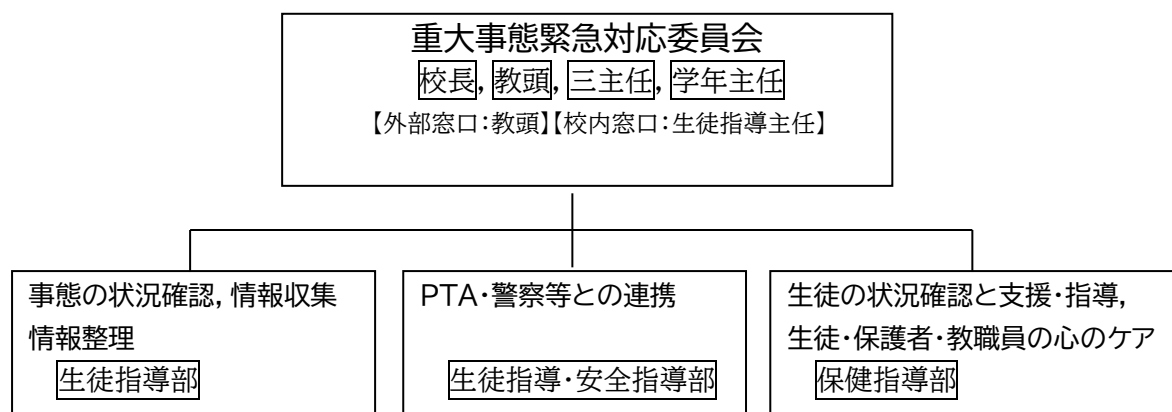 重大事態緊急対応委員会
校長, 教頭, 三主任, 学年主任
【外部窓口:教頭】【校内窓口:生徒指導主任】
事態の状況確認, 情報収集
情報整理
生徒指導部
PTA・警察等との連携
生徒指導・安全指導部
生徒の状況確認と支援・指導,
生徒・保護者・教職員の心のケア
保健指導部